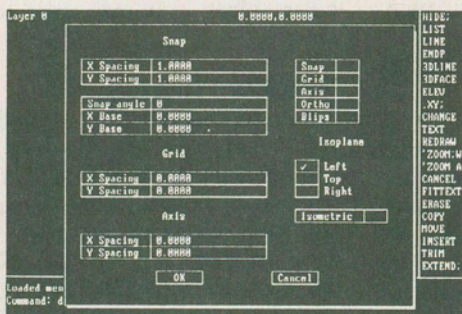 Layer 0 0.0000,0.0000
Snap
X Spacing 1.0000
Y Spacing 1.0000
Snap angle 0
X Base 0.0000
Y Base 0.0000
Grid
X Spacing 0.0000
Y Spacing 0.0000
Axis
X Spacing 0.0000
Y Spacing 0.0000
Snap
Grid
Axis
Ortho
Blips
Isoplane
✓ Left
Top
Right
Isometric
OK Cancel
Loaded men
Command: d
HIDE;
LIST
LINE
ENDP
3DLINE
3DFACE
ELEV
.XY;
CHANGE
TEXT
REDRAW
'ZOOM;W
'ZOOM A
CANCEL
FITTEXT
ERASE
COPY
MOVE
INSERT
TRIM
EXTEND;